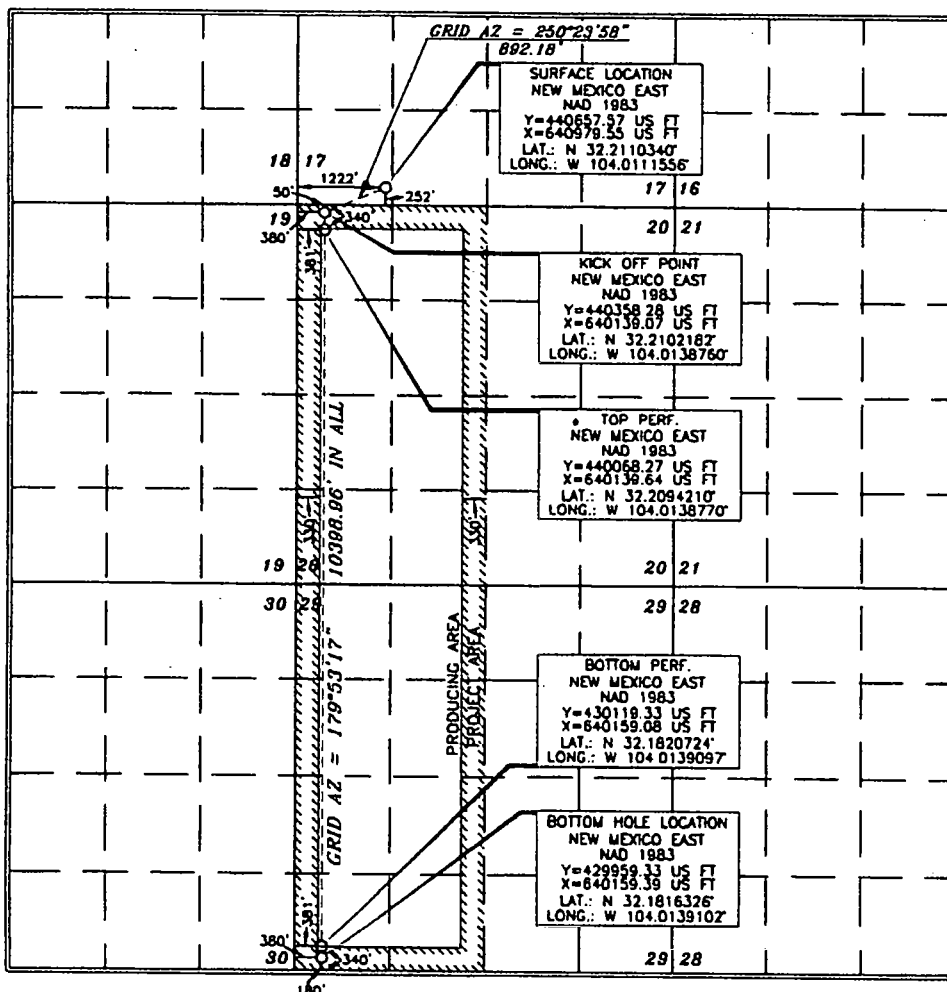 GRID AZ = 250°23'58"
892.18'
SURFACE LOCATION
NEW MEXICO EAST
NAD 1983
Y=440657.57 US FT
X=640979.55 US FT
LAT.: N 32.2110340°
LONG.: W 104.0111556°
18 17
1222'
50'
252'
17 16
19
340'
380'
20 21
381'
KICK OFF POINT
NEW MEXICO EAST
NAD 1983
Y=440358.28 US FT
X=640139.07 US FT
LAT.: N 32.2102182°
LONG.: W 104.0138760°
TOP PERF.
NEW MEXICO EAST
NAD 1983
Y=440068.27 US FT
X=640139.64 US FT
LAT.: N 32.2094210°
LONG.: W 104.0138770°
10398.96' IN ALL
330'
330'
19 20
20 21
30 29
29 28
GRID AZ = 179°53'17"
PRODUCING AREA
PROJECT AREA
BOTTOM PERF.
NEW MEXICO EAST
NAD 1983
Y=430119.33 US FT
X=640159.08 US FT
LAT.: N 32.1820724°
LONG.: W 104.0139097°
BOTTOM HOLE LOCATION
NEW MEXICO EAST
NAD 1983
Y=429959.33 US FT
X=640159.39 US FT
LAT.: N 32.1816326°
LONG.: W 104.0139102°
381'
380'
30
340'
29 28
180'